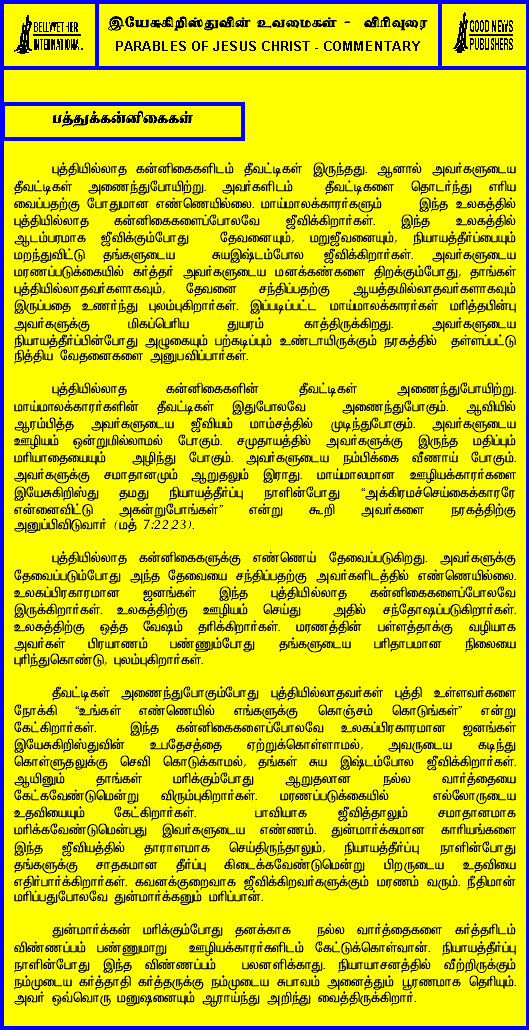 BELLWETHER
INTERNATIONAL
இயேசுகிறிஸ்துவின் உவமைகள் - விரிவுரை
PARABLES OF JESUS CHRIST - COMMENTARY
GOOD NEWS
PUBLISHERS
பத்துக்கன்னிகைகள்
புத்தியில்லாத கன்னிகைகளிடம் தீவட்டிகள் இருந்தது. ஆனால் அவர்களுடைய
தீவட்டிகள் அணைந்துபோயிற்று. அவர்களிடம் தீவட்டிகளை தொடர்ந்து எரிய
வைப்பதற்கு போதுமான எண்ணெயில்லை. மாய்மாலக்காரர்களும் இந்த உலகத்தில்
புத்தியில்லாத கன்னிகைகளைப்போலவே ஜீவிக்கிறார்கள். இந்த உலகத்தில்
ஆடம்பரமாக ஜீவிக்கும்போது தேவனையும், மறுஜீவனையும், நியாயத்தீர்ப்பையும்
மறந்துவிட்டு தங்களுடைய சுயஇஷ்டம்போல ஜீவிக்கிறார்கள். அவர்களுடைய
மரணப்படுக்கையில் கர்த்தர் அவர்களுடைய மனக்கண்களை திறக்கும்போது, தாங்கள்
புத்தியில்லாதவர்களாகவும், தேவனை சந்திப்பதற்கு ஆயத்தமில்லாதவர்களாகவும்
இருப்பதை உணர்ந்து புலம்புகிறார்கள். இப்படிப்பட்ட மாய்மாலக்காரர்கள் மரித்தபின்பு
அவர்களுக்கு மிகப்பெரிய துயரம் காத்திருக்கிறது. அவர்களுடைய
நியாயத்தீர்ப்பின்போது அழுகையும் பற்கடிப்பும் உண்டாயிருக்கும் நரகத்தில் தள்ளப்பட்டு
நித்திய வேதனைகளை அனுபவிப்பார்கள்.
புத்தியில்லாத கன்னிகைகளின் தீவட்டிகள் அணைந்துபோயிற்று.
மாய்மாலக்காரர்களின் தீவட்டிகள் இதுபோலவே அணைந்துபோகும். ஆவியில்
ஆரம்பித்த அவர்களுடைய ஜீவியம் மாம்சத்தில் முடிந்துபோகும். அவர்களுடைய
ஊழியம் ஒன்றுமில்லாமல் போகும். சமுதாயத்தில் அவர்களுக்கு இருந்த மதிப்பும்
மரியாதையையும் அழிந்து போகும். அவர்களுடைய நம்பிக்கை வீணாய் போகும்.
அவர்களுக்கு சமாதானமும் ஆறுதலும் இராது. மாய்மாலமான ஊழியக்காரர்களை
இயேசுகிறிஸ்து தமது நியாயத்தீர்ப்பு நாளின்போது “அக்கிரமச்செய்கைக்காரரே
என்னைவிட்டு அகன்றுபோங்கள்” என்று கூறி அவர்களை நரகத்திற்கு
அனுப்பிவிடுவார் (மத் 7:22,23).
புத்தியில்லாத கன்னிகைகளுக்கு எண்ணெய் தேவைப்படுகிறது. அவர்களுக்கு
தேவைப்படும்போது அந்த தேவையை சந்திப்பதற்கு அவர்களிடத்தில் எண்ணெயில்லை.
உலகப்பிரகாரமான ஜனங்கள் இந்த புத்தியில்லாத கன்னிகைகளைப்போலவே
இருக்கிறார்கள். உலகத்திற்கு ஊழியம் செய்து அதில் சந்தோஷப்படுகிறார்கள்.
உலகத்திற்கு ஒத்த வேஷம் தரிக்கிறார்கள். மரணத்தின் பள்ளத்தாக்கு வழியாக
அவர்கள் பிரயாணம் பண்ணும்போது தங்களுடைய பரிதாபமான நிலையை
புரிந்துகொண்டு, புலம்புகிறார்கள்.
தீவட்டிகள் அணைந்துபோகும்போது புத்தியில்லாதவர்கள் புத்தி உள்ளவர்களை
நோக்கி “உங்கள் எண்ணெயில் எங்களுக்கு கொஞ்சம் கொடுங்கள்” என்று
கேட்கிறார்கள். இந்த கன்னிகைகளைப்போலவே உலகப்பிரகாரமான ஜனங்கள்
இயேசுகிறிஸ்துவின் உபதேசத்தை ஏற்றுக்கொள்ளாமல், அவருடைய கடிந்து
கொள்ளுதலுக்கு செவி கொடுக்காமல், தங்கள் சுய இஷ்டம்போல ஜீவிக்கிறார்கள்.
ஆயினும் தாங்கள் மரிக்கும்போது ஆறுதலான நல்ல வார்த்தையை
கேட்கவேண்டுமென்று விரும்புகிறார்கள். மரணப்படுக்கையில் எல்லோருடைய
உதவியையும் கேட்கிறார்கள். பாவியாக ஜீவித்தாலும் சமாதானமாக
மரிக்கவேண்டுமென்பது இவர்களுடைய எண்ணம். துன்மார்க்கமான காரியங்களை
இந்த ஜீவியத்தில் தாராளமாக செய்திருந்தாலும், நியாயத்தீர்ப்பு நாளின்போது
தங்களுக்கு சாதகமான தீர்ப்பு கிடைக்கவேண்டுமென்று பிறருடைய உதவியை
எதிர்பார்க்கிறார்கள். கவனக்குறைவாக ஜீவிக்கிறவர்களுக்கும் மரணம் வரும். நீதிமான்
மரிப்பதுபோலவே துன்மார்க்கனும் மரிப்பான்.
துன்மார்க்கன் மரிக்கும்போது தனக்காக நல்ல வார்த்தைகளை கர்த்தரிடம்
விண்ணப்பம் பண்ணுமாறு ஊழியக்காரர்களிடம் கேட்டுக்கொள்வான். நியாயத்தீர்ப்பு
நாளின்போது இந்த விண்ணப்பம் பலனளிக்காது. நியாயாசனத்தில் வீற்றிருக்கும்
நம்முடைய கர்த்தாதி கர்த்தருக்கு நம்முடைய சுபாவம் அனைத்தும் பூரணமாக தெரியும்.
அவர் ஒவ்வொரு மனுஷனையும் ஆராய்ந்து அறிந்து வைத்திருக்கிறார்.